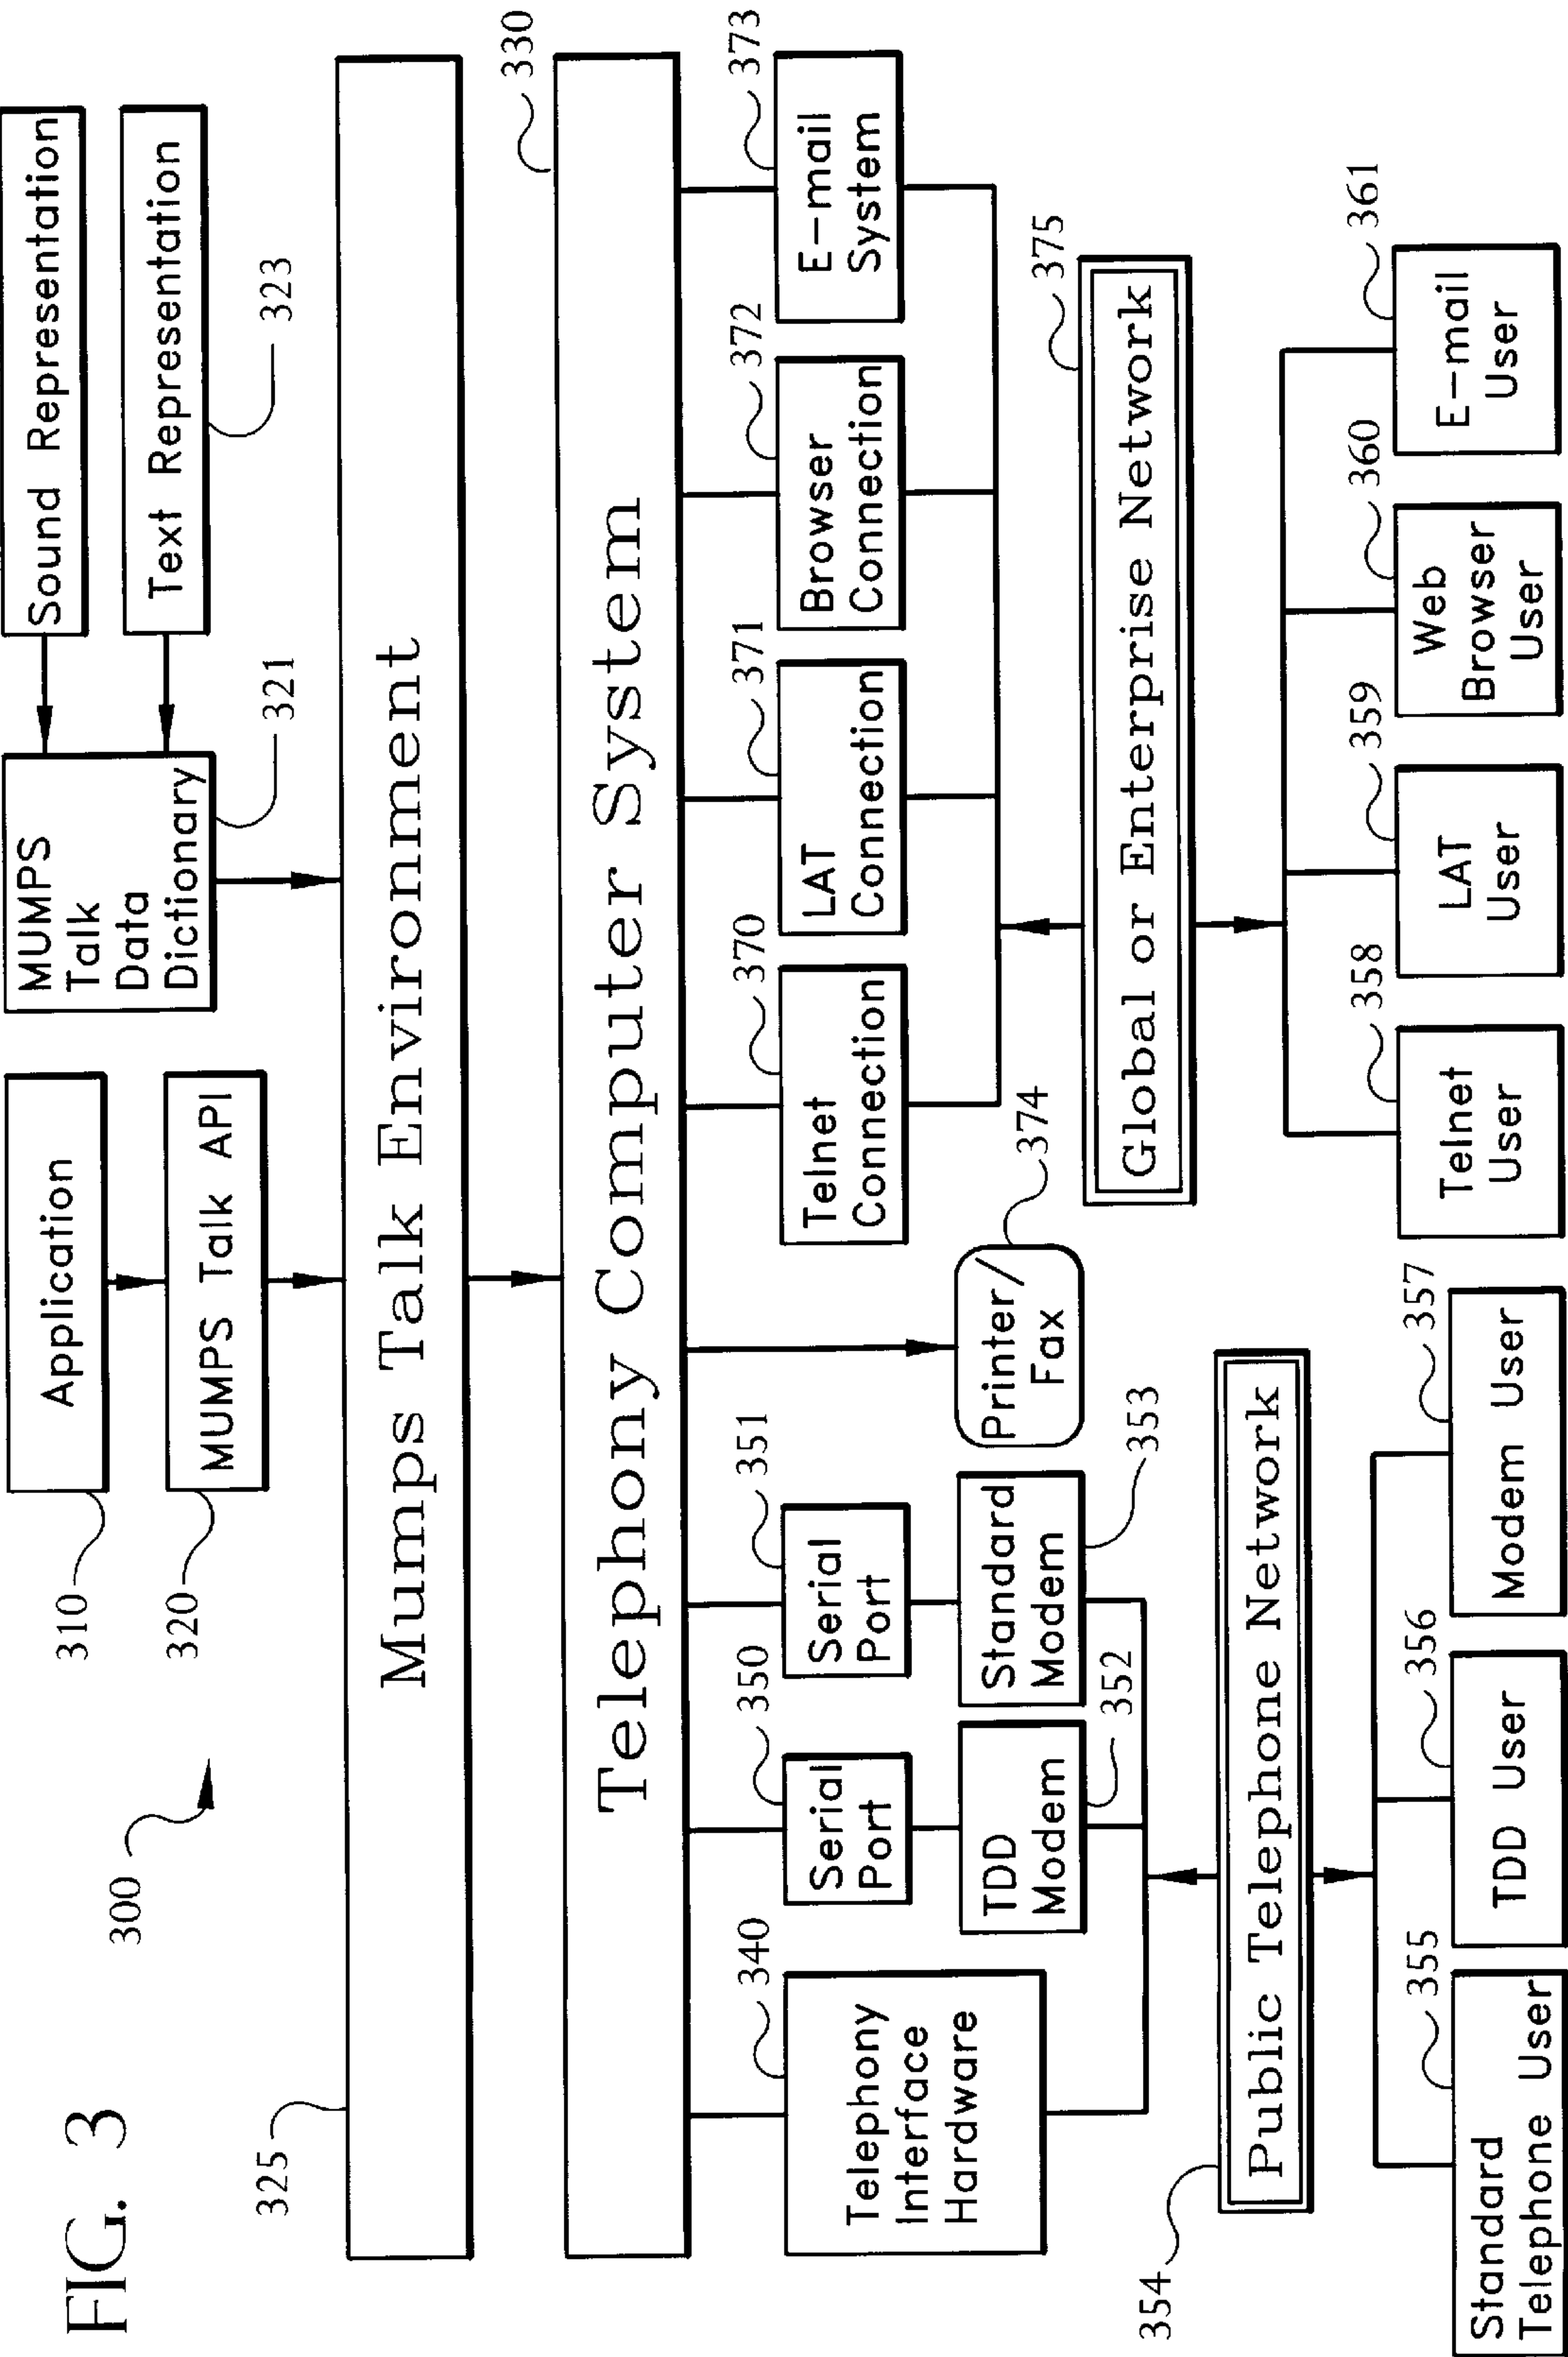 FIG. 3
300
310
Application
320
MUMPS Talk API
MUMPS
Talk
Data
Dictionary
321
Sound Representation
Text Representation
323
325
Mumps Talk Environment
330
Telephony Computer System
340
Telephony
Interface
Hardware
350
Serial
Port
351
Serial
Port
TDD
Modem
352
Standard
Modem
353
Printer/
Fax
374
370
Telnet
Connection
371
LAT
Connection
372
Browser
Connection
373
E-mail
System
354
Public Telephone Network
375
Global or Enterprise Network
355
Standard
Telephone User
356
TDD User
357
Modem User
358
Telnet
User
359
LAT
User
360
Web
Browser
User
361
E-mail
User